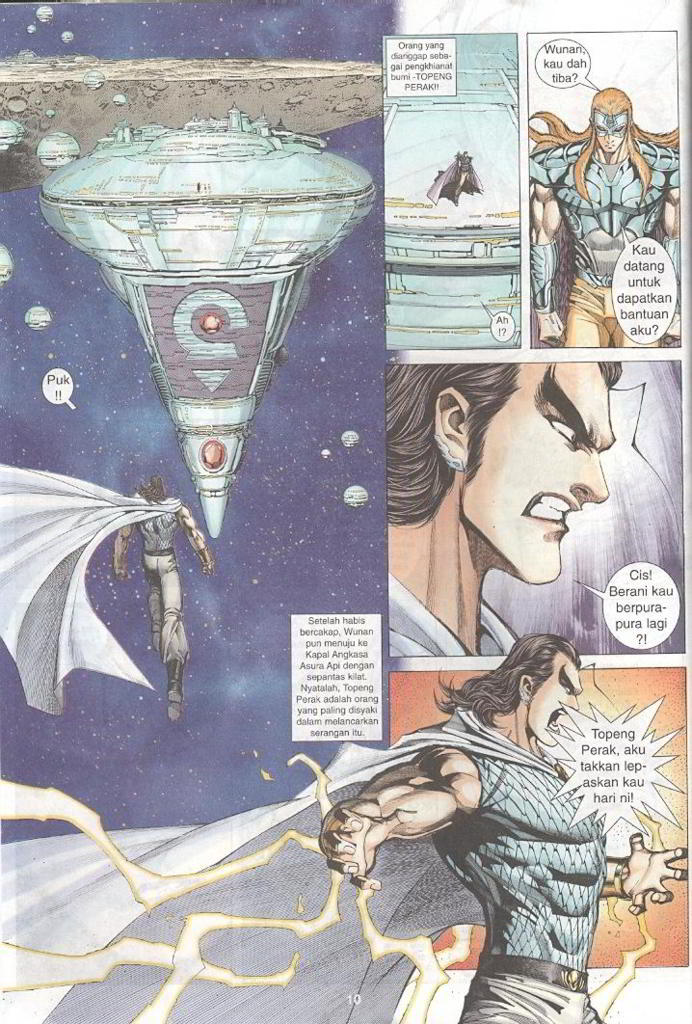 Puk
!!
Setelah habis
bercakap, Wunan
pun menuju ke
Kapal Angkasa
Asura Api dengan
sepantas kilat.
Nyatalah, Topeng
Perak adalah orang
yang paling disyaki
dalam melancarkan
serangan itu.
Orang yang
dianggap seba-
gai pengkhianat
bumi -TOPENG
PERAK!!
Ah
!?
Wunan,
kau dah
tiba?
Kau
datang
untuk
dapatkan
bantuan
aku?
Cis!
Berani kau
berpura-
pura lagi
?!
Topeng
Perak, aku
takkan lep-
askan kau
hari ni!
10